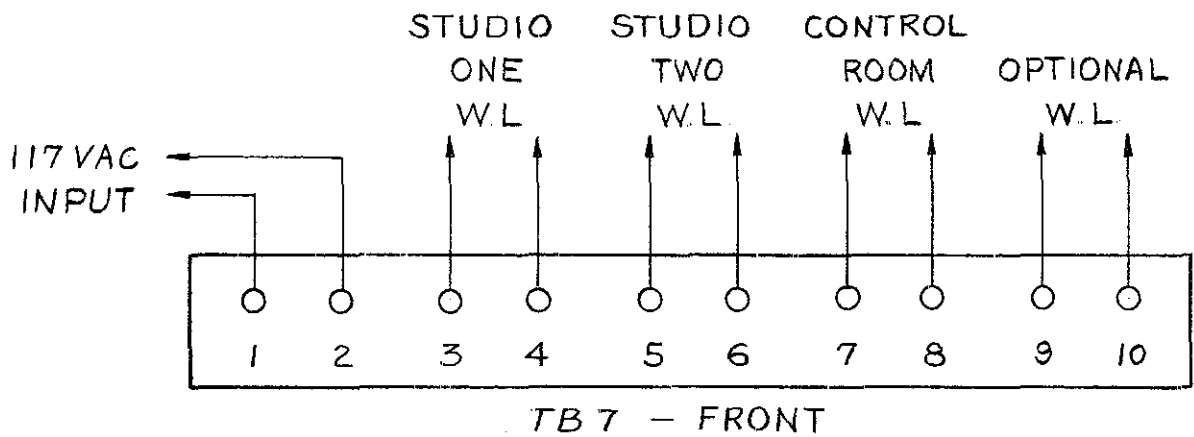 STUDIO
ONE
W.L
STUDIO
TWO
W.L.
CONTROL
ROOM
W.L
OPTIONAL
W.L.
117 VAC
INPUT
1 2 3 4 5 6 7 8 9 10
TB 7 – FRONT